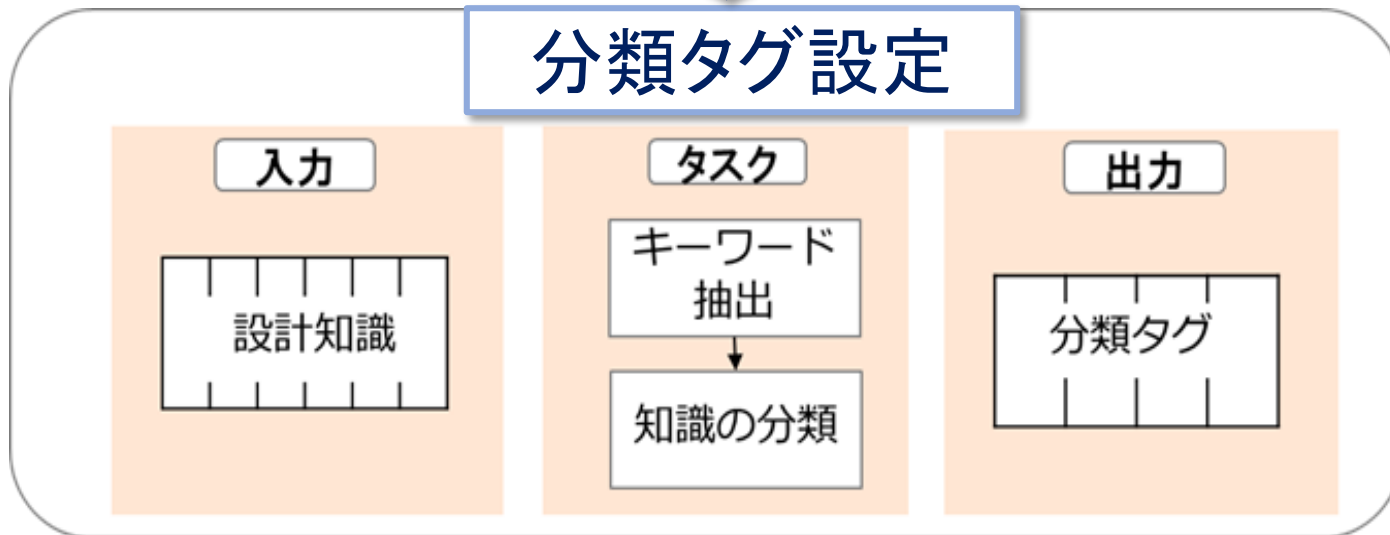 分類タグ設定
入力
設計知識
タスク
キーワード
抽出
知識の分類
出力
分類タグ